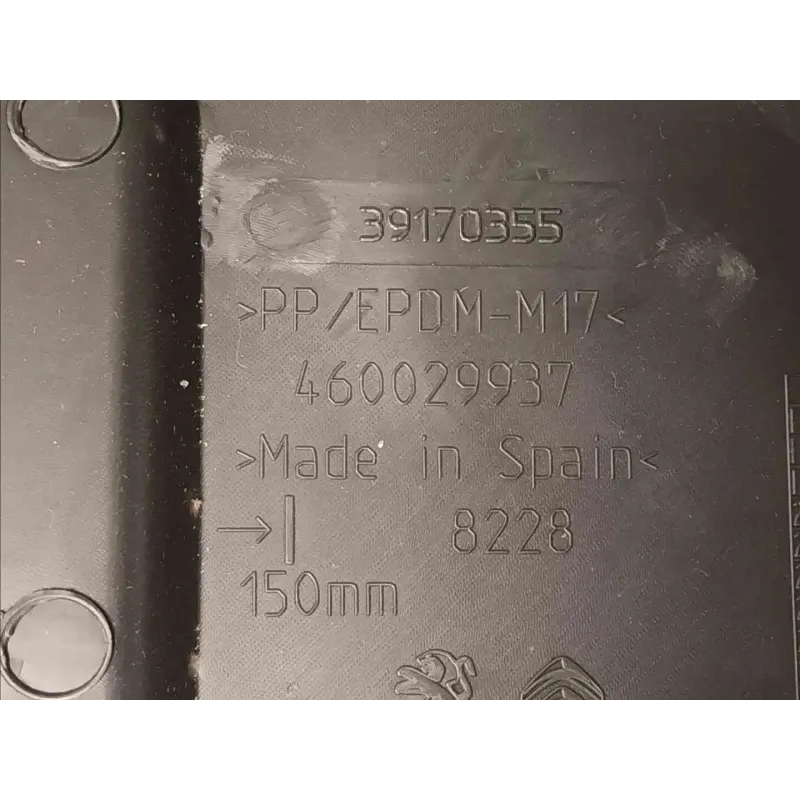 39170355
>PP/EPDM-M17<
460029937
>Made in Spain<
8228
150mm